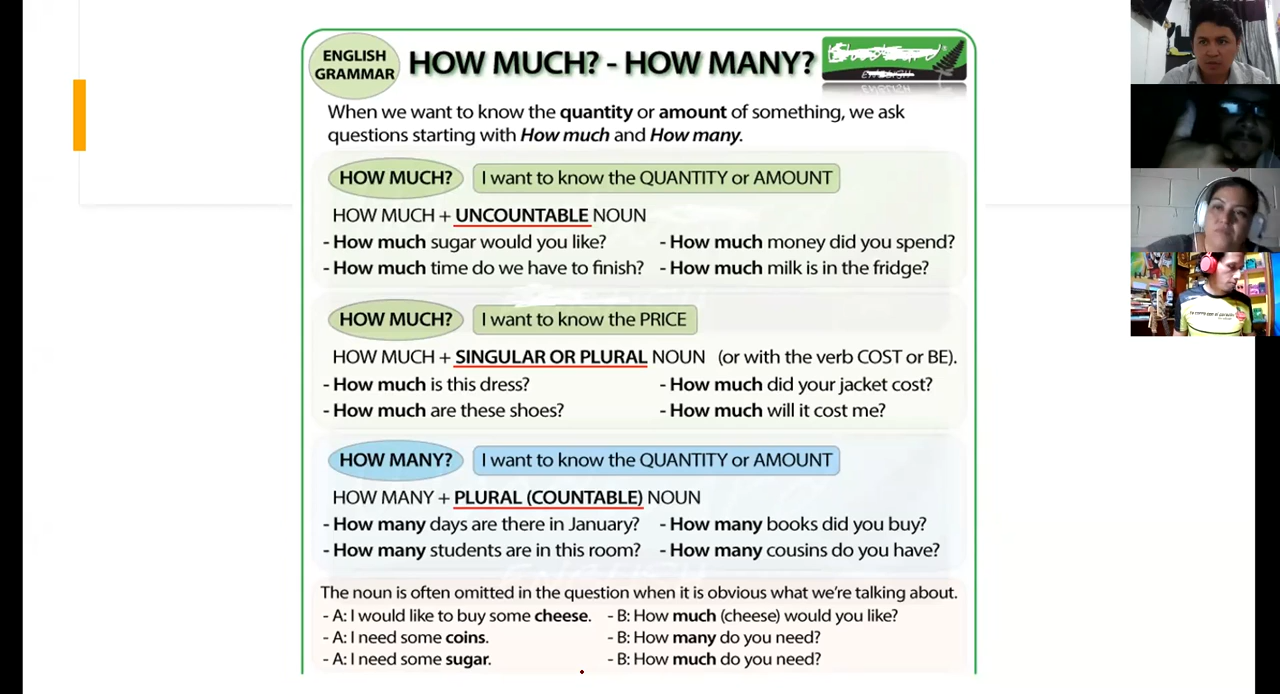 ENGLISH
GRAMMAR
HOW MUCH? - HOW MANY?
When we want to know the quantity or amount of something, we ask
questions starting with How much and How many.
HOW MUCH? I want to know the QUANTITY or AMOUNT
HOW MUCH + UNCOUNTABLE NOUN
- How much sugar would you like? - How much money did you spend?
- How much time do we have to finish? - How much milk is in the fridge?
HOW MUCH? I want to know the PRICE
HOW MUCH + SINGULAR OR PLURAL NOUN (or with the verb COST or BE).
- How much is this dress? - How much did your jacket cost?
- How much are these shoes? - How much will it cost me?
HOW MANY? I want to know the QUANTITY or AMOUNT
HOW MANY + PLURAL (COUNTABLE) NOUN
- How many days are there in January? - How many books did you buy?
- How many students are in this room? - How many cousins do you have?
The noun is often omitted in the question when it is obvious what we're talking about.
- A: I would like to buy some cheese. - B: How much (cheese) would you like?
- A: I need some coins. - B: How many do you need?
- A: I need some sugar. - B: How much do you need?